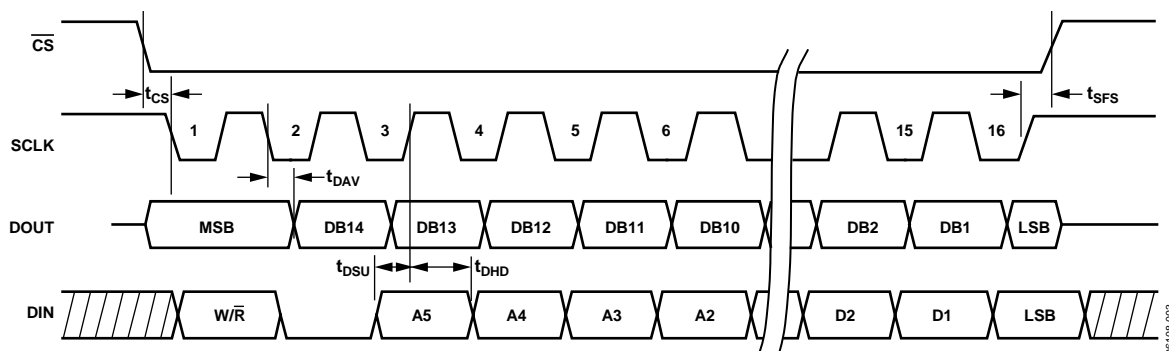 CS
tCS
tSFS
SCLK
1 2 3 4 5 6 15 16
tDAV
DOUT
MSB DB14 DB13 DB12 DB11 DB10 DB2 DB1 LSB
tDSU tDHD
DIN
W/R̅ A5 A4 A3 A2 D2 D1 LSB